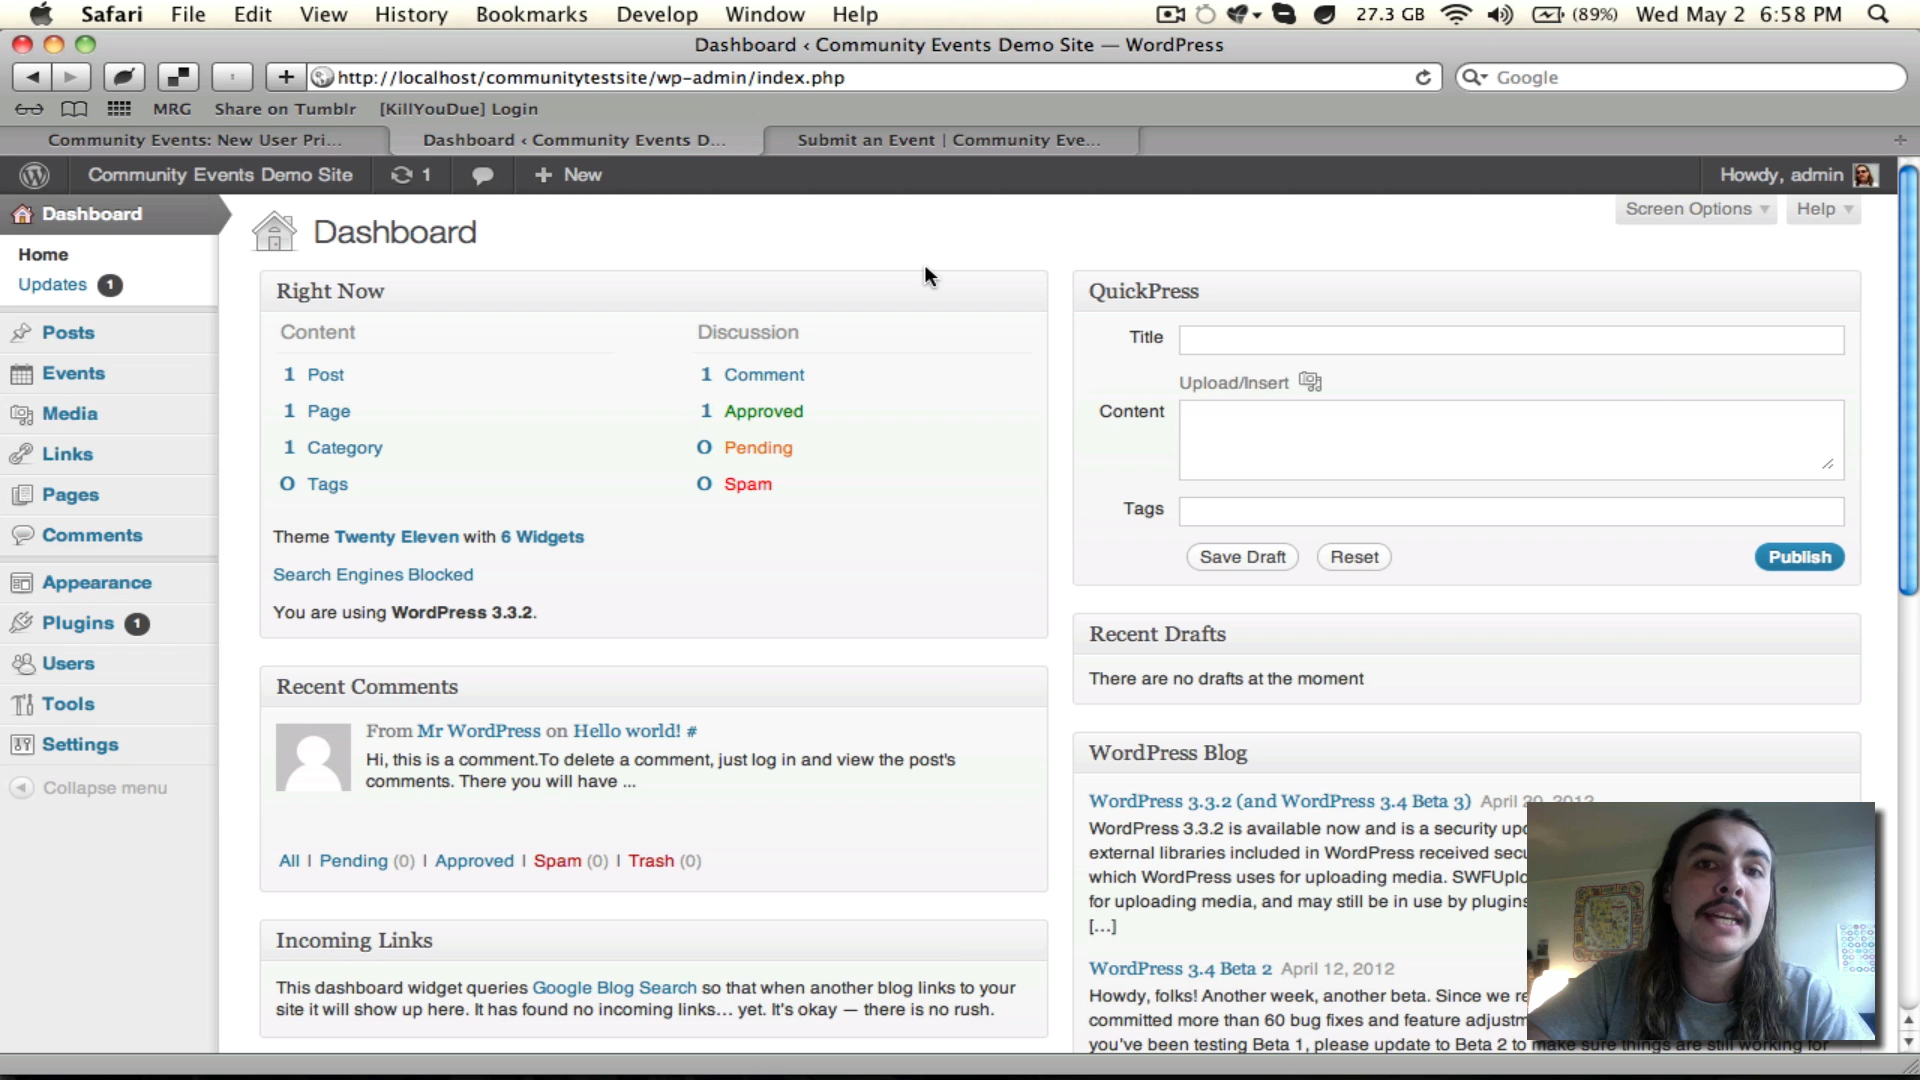 Safari File Edit View History Bookmarks Develop Window Help 27.3 GB (89%) Wed May 2 6:58 PM
Dashboard ‹ Community Events Demo Site — WordPress
http://localhost/communitytestsite/wp-admin/index.php
Google
MRG Share on Tumblr [KillYouDue] Login
Community Events: New User Pri...
Dashboard ‹ Community Events D...
Submit an Event | Community Eve...
Community Events Demo Site 1 + New Howdy, admin
Dashboard
Home
Updates 1
Posts
Events
Media
Links
Pages
Comments
Appearance
Plugins 1
Users
Tools
Settings
Collapse menu
Screen Options Help
Dashboard
Right Now
Content
1 Post
1 Page
1 Category
0 Tags
Discussion
1 Comment
1 Approved
0 Pending
0 Spam
Theme Twenty Eleven with 6 Widgets
Search Engines Blocked
You are using WordPress 3.3.2.
Recent Comments
From Mr WordPress on Hello world! #
Hi, this is a comment.To delete a comment, just log in and view the post's
comments. There you will have ...
All | Pending (0) | Approved | Spam (0) | Trash (0)
Incoming Links
This dashboard widget queries Google Blog Search so that when another blog links to your
site it will show up here. It has found no incoming links... yet. It's okay — there is no rush.
QuickPress
Title
Upload/Insert
Content
Tags
Save Draft Reset Publish
Recent Drafts
There are no drafts at the moment
WordPress Blog
WordPress 3.3.2 (and WordPress 3.4 Beta 3) April 20, 2012
WordPress 3.3.2 is available now and is a security
external libraries included in WordPress received
which WordPress uses for uploading media.
for uploading media, and may still be in use by plugins
[...]
WordPress 3.4 Beta 2 April 12, 2012
Howdy, folks! Another week, another beta. Since we
committed more than 60 bug fixes and feature
you've been testing Beta 1, please update to Beta 2 to make sure things are still working for